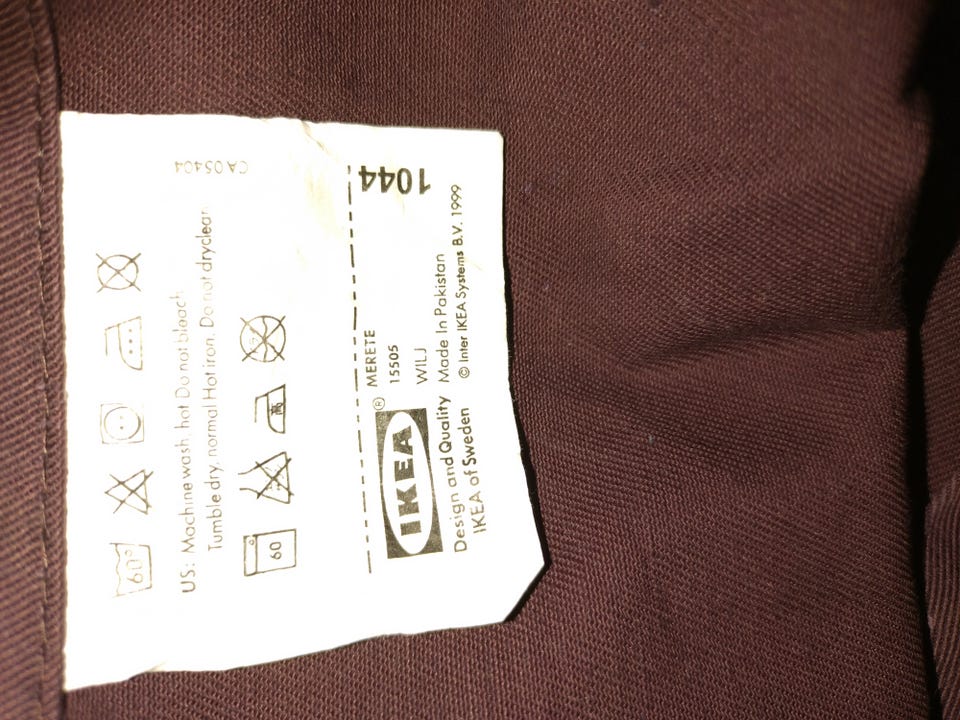 CA05404
60°
US: Machine wash, hot Do not bleach
Tumble dry, normal Hot iron. Do not dryclean
60
1044
IKEA®
MERETE
15505
WILJ
Design and Quality
IKEA of Sweden
Made In Pakistan
© Inter IKEA Systems B.V. 1999